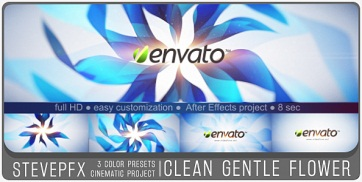 envato™
full HD ● easy customization ● After Effects project ● 8 sec
envato
envato
STEVEPFX
3 COLOR PRESETS
CINEMATIC PROJECT
CLEAN GENTLE FLOWER